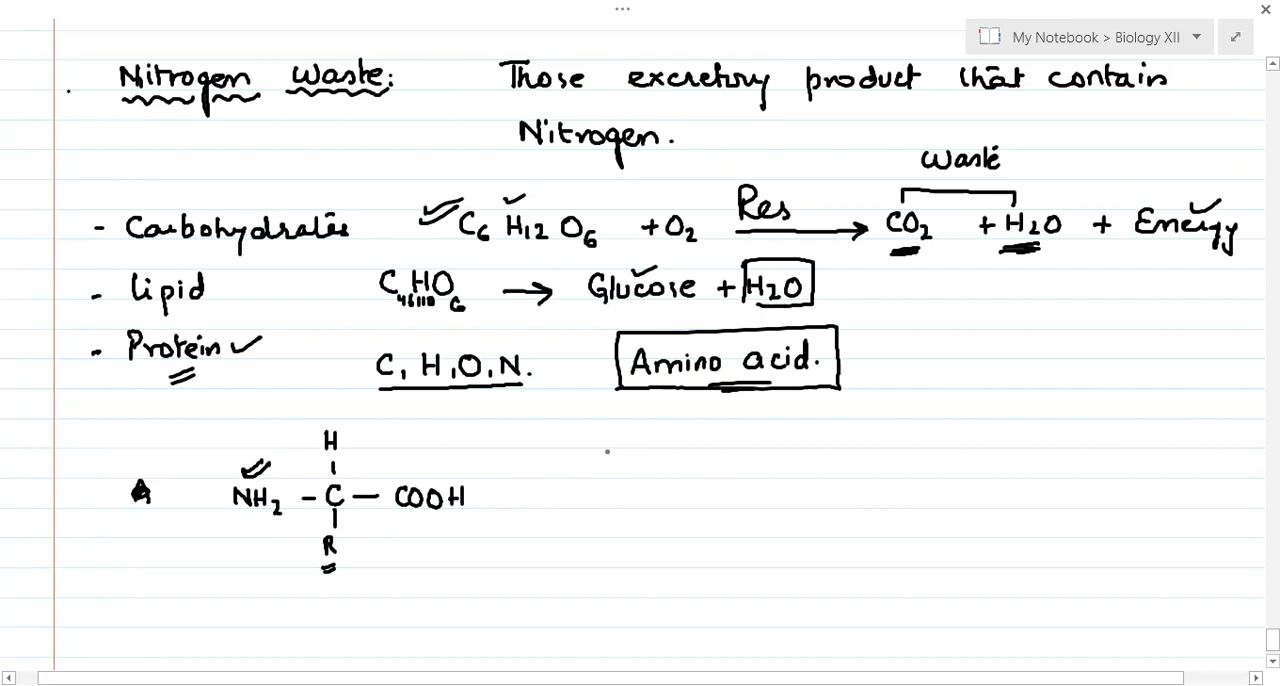 My Notebook > Biology XII
Nitrogen Waste: Those excretory product that contain
Nitrogen.
Waste
- Carbohydrates C6 H12 O6 + O2 Res → CO2 + H2O + Energy
- Lipid CHO → Glucose + H2O
- Protein C, H, O, N. Amino acid.
H
NH2 - C - COOH
R